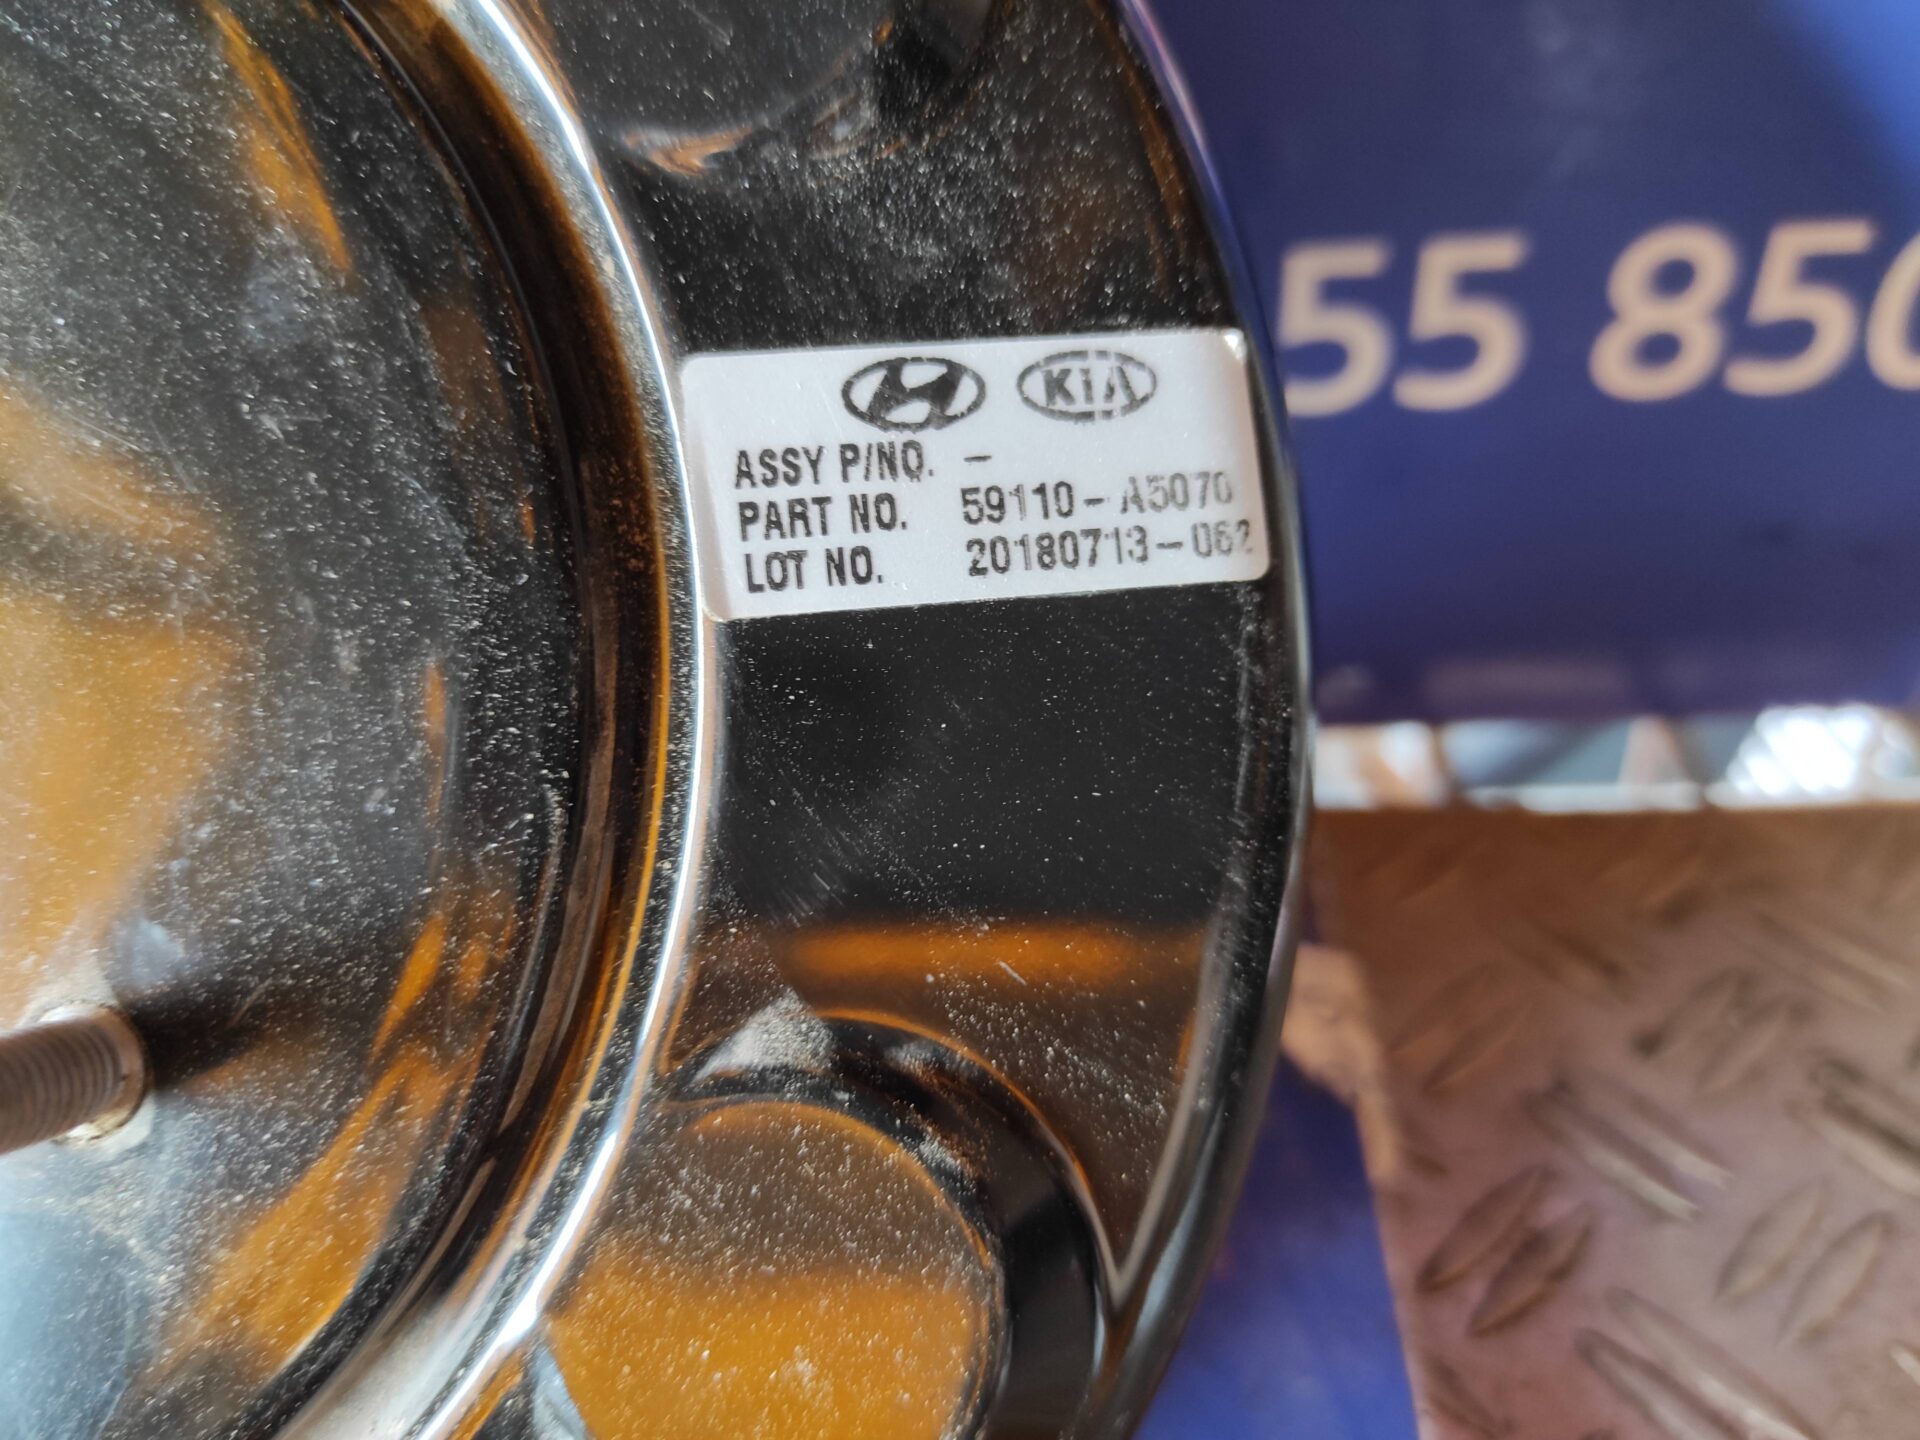 KIA
ASSY P/NO. -
PART NO. 59110-A5070
LOT NO. 20180713-062
55 850